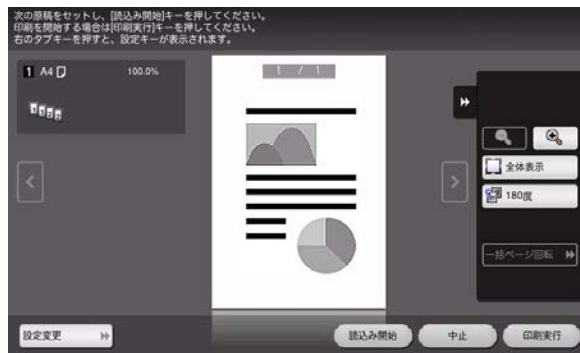 次の原稿をセットし、[読込み開始]キーを押してください。
印刷を開始する場合は[印刷実行]キーを押してください。
右のタブキーを押すと、設定キーが表示されます。
1 A4 100.0%
1 / 1
全体表示
180度
一括ページ回転
設定変更
読込み開始
中止
印刷実行